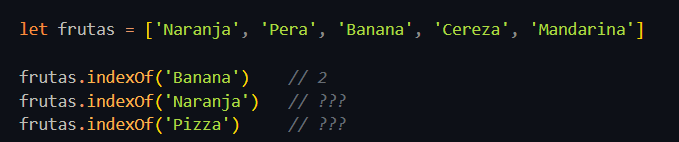 let frutas = ['Naranja', 'Pera', 'Banana', 'Cereza', 'Mandarina']
frutas.indexOf('Banana')    // 2
frutas.indexOf('Naranja')   // ???
frutas.indexOf('Pizza')     // ???